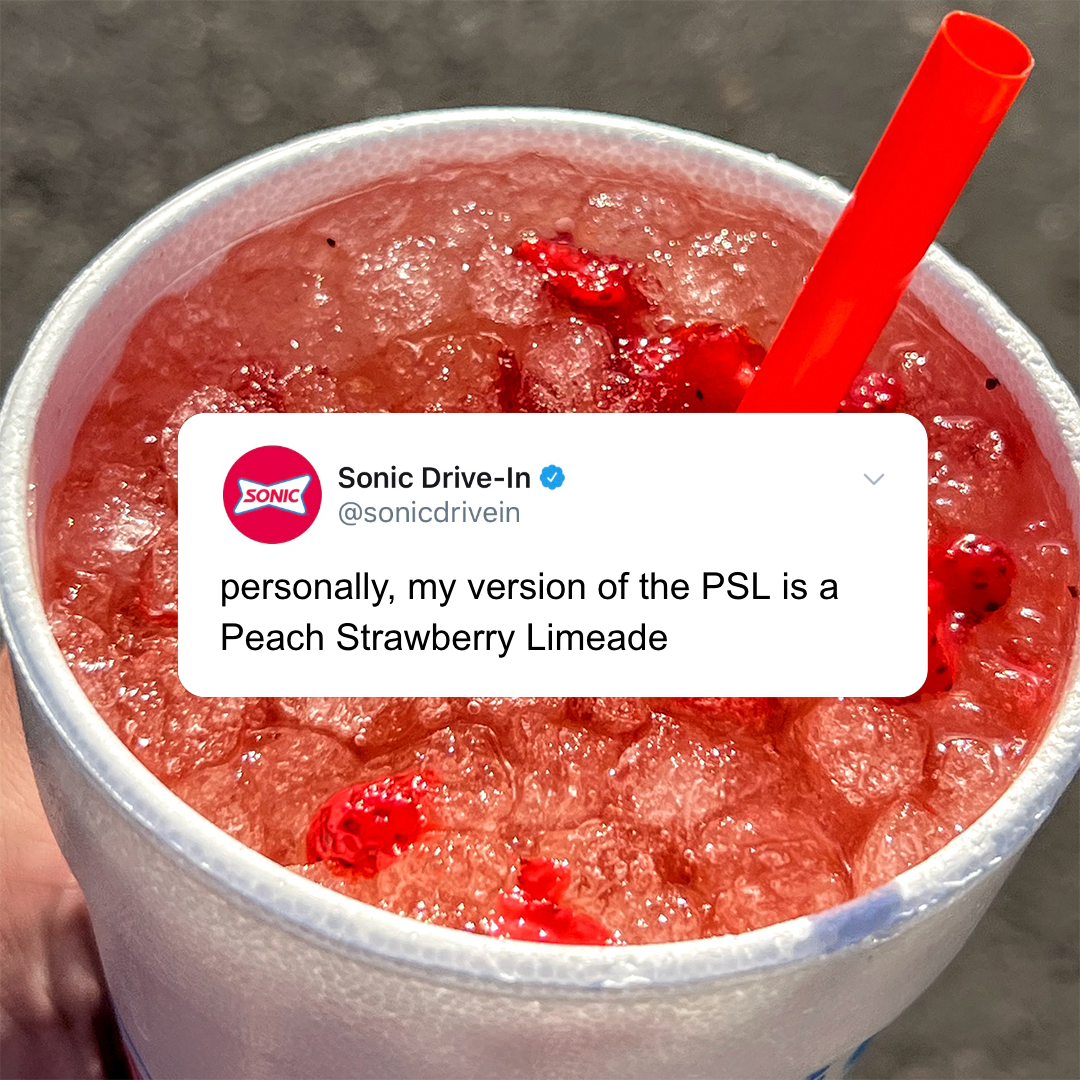 SONIC
Sonic Drive-In
@sonicdrivein
personally, my version of the PSL is a
Peach Strawberry Limeade